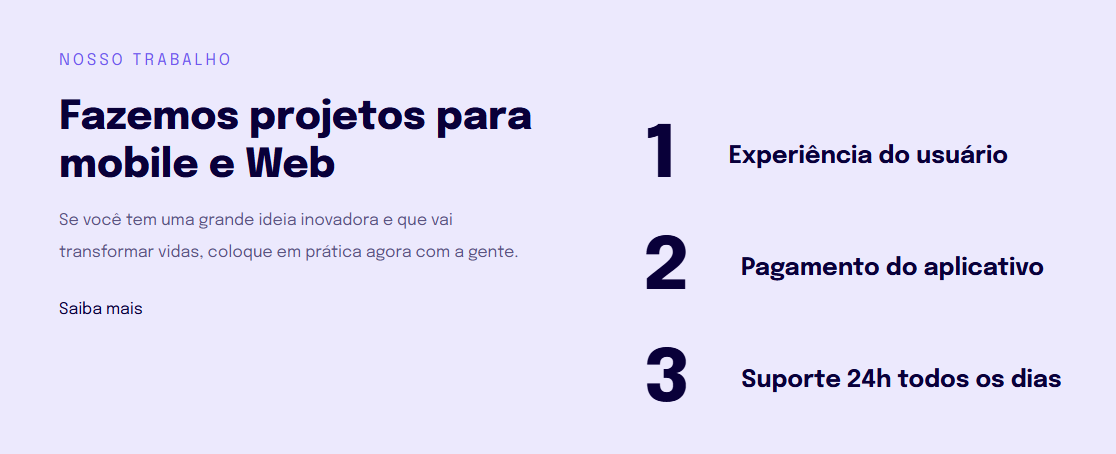 NOSSO TRABALHO
Fazemos projetos para
mobile e Web
Se você tem uma grande ideia inovadora e que vai
transformar vidas, coloque em prática agora com a gente.
Saiba mais
1 Experiência do usuário
2 Pagamento do aplicativo
3 Suporte 24h todos os dias